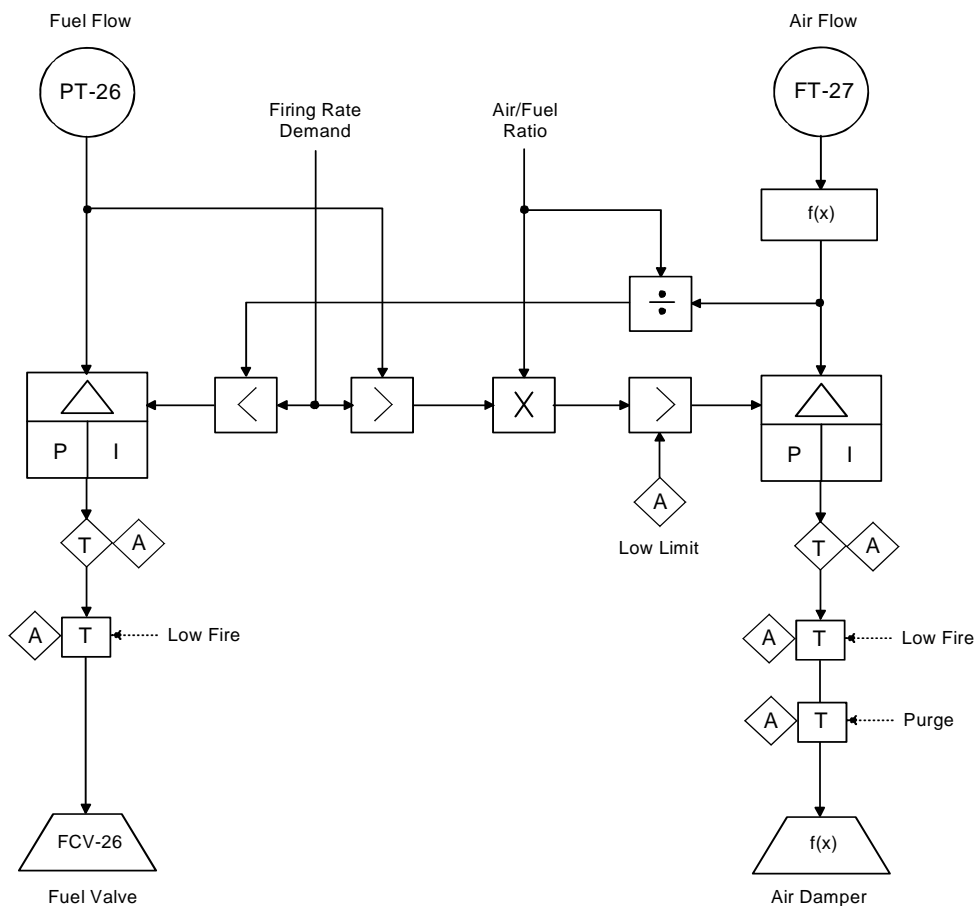 Fuel Flow
Air Flow
PT-26
FT-27
Firing Rate
Demand
Air/Fuel
Ratio
f(x)
÷
<
>
X
>
P
I
P
I
A
Low Limit
T
A
T
A
A
T
Low Fire
A
T
Low Fire
A
T
Purge
FCV-26
f(x)
Fuel Valve
Air Damper